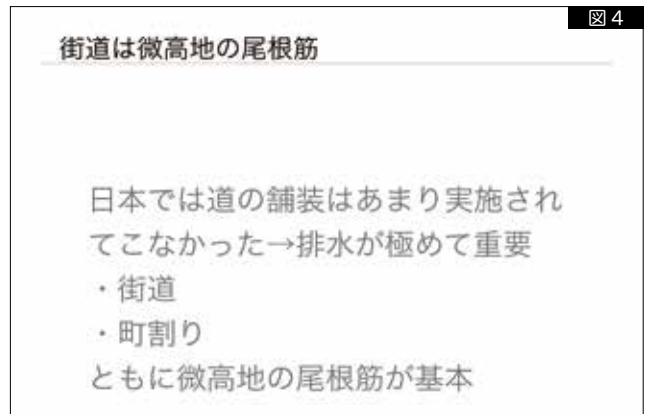 図4
街道は微高地の尾根筋
日本では道の舗装はあまり実施され
てこなかった→排水が極めて重要
・街道
・町割り
ともに微高地の尾根筋が基本